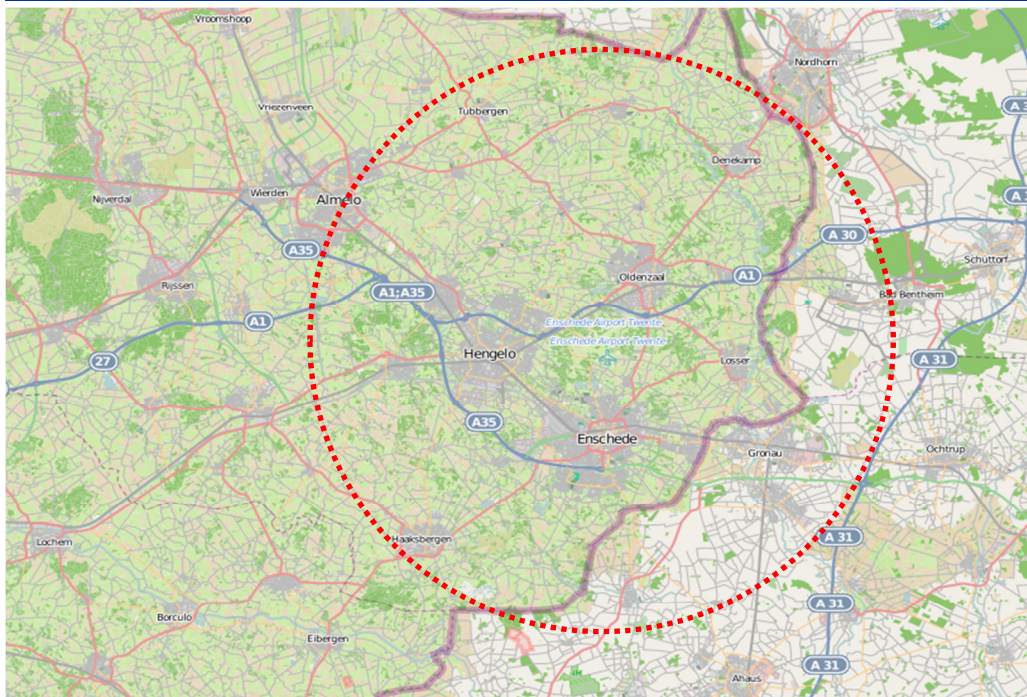 Vroomshoop
Nordhorn
Vriezenveen
Tubbergen
Denekamp
Nijverdal
Wierden
Almelo
A 30
A35
Schuttorf
Oldenzaal
A1
Rijssen
A1;A35
Bad Bentheim
A1
Enschede Airport Twente
Enschede Airport Twente
Hengelo
27
Losser
A 31
A35
Enschede
Gronau
Ochtrup
Haaksbergen
A 31
Lochem
A 31
Borculo
Eibergen
A 31
Ahaus